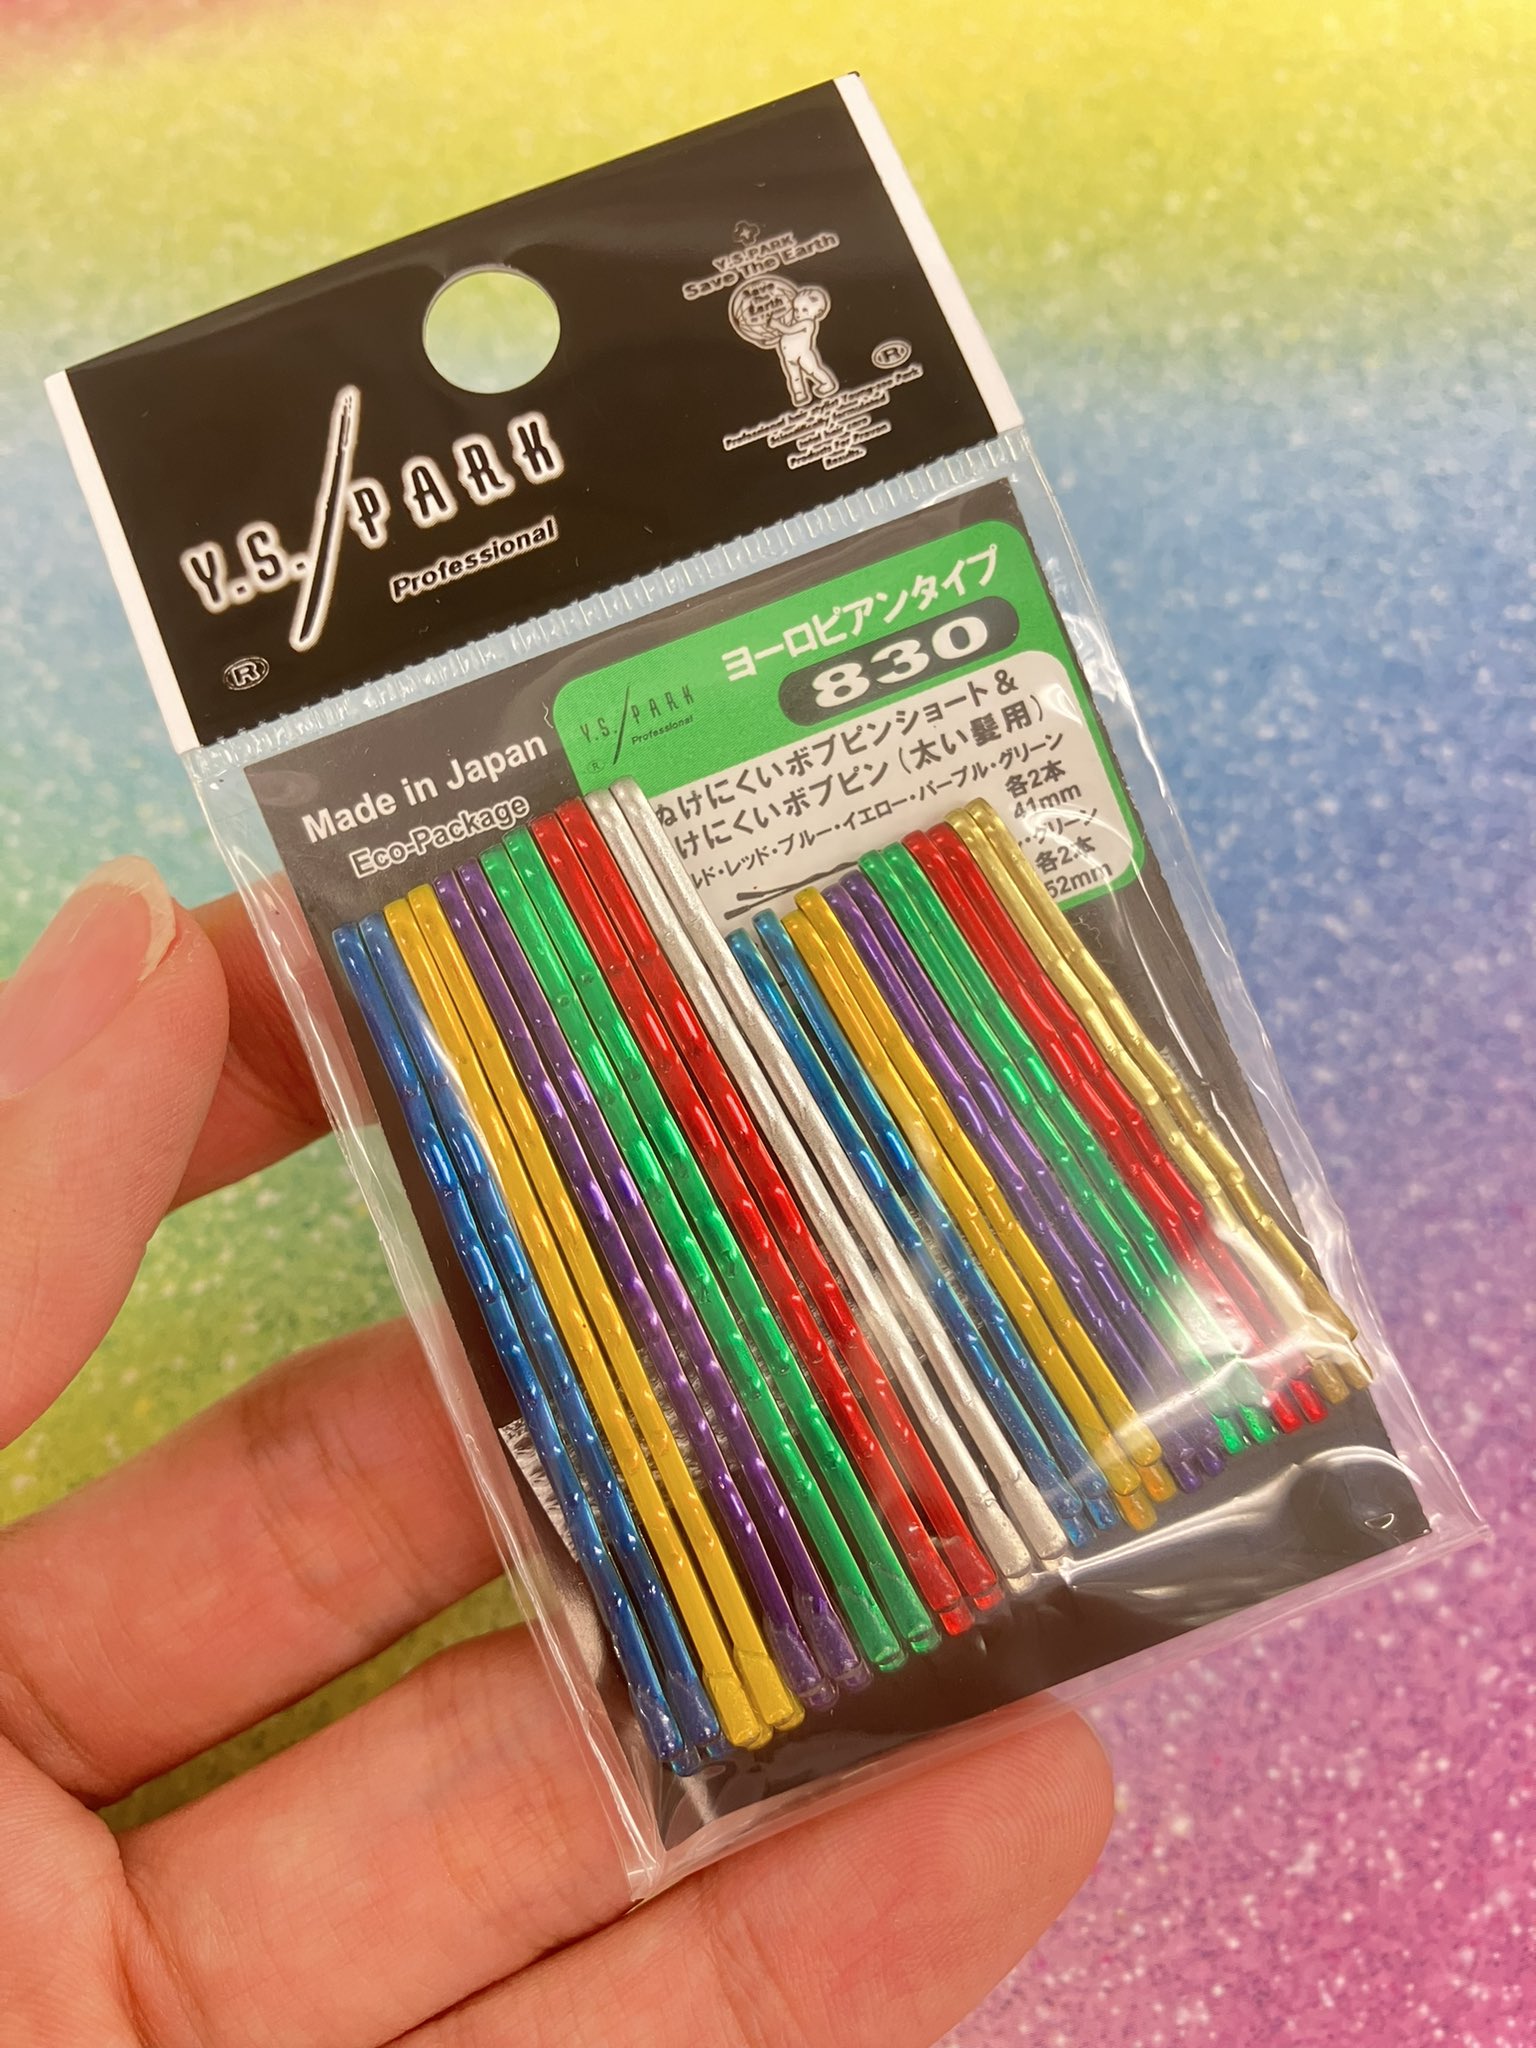 Y.S./PARK
Professional
®
Y.S.PARK
Save The Earth
Save
The
Earth
®
Made in Japan
Eco-Package
ヨーロピアンタイプ
830
Y.S./PARK
Professional
®
ぬけにくいボブピンショート &
けにくいボブピン (太い髪用)
ルド・レッド・ブルー・イエロー・パープル・グリーン
各2本
41mm
・グリーン
各2本
52mm